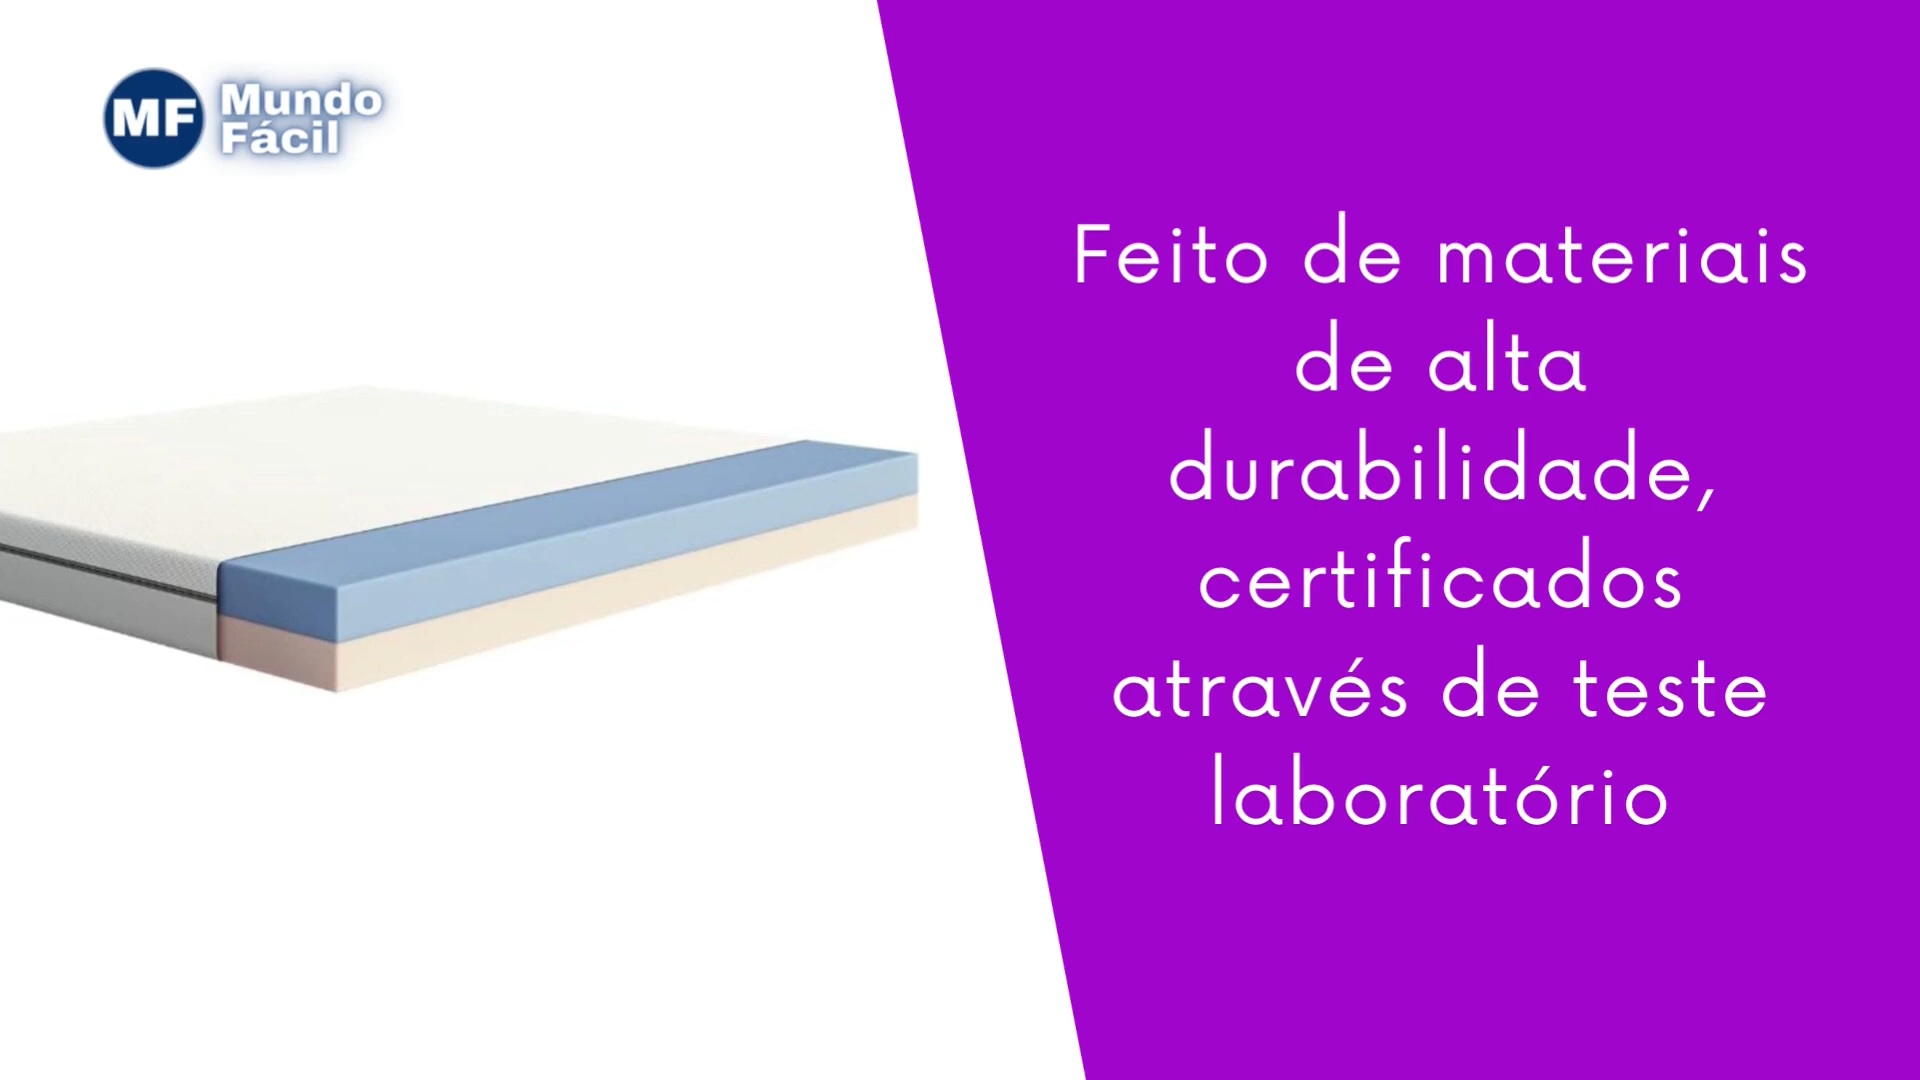 MF
Mundo
Fácil
Feito de materiais
de alta
durabilidade,
certificados
através de teste
laboratório